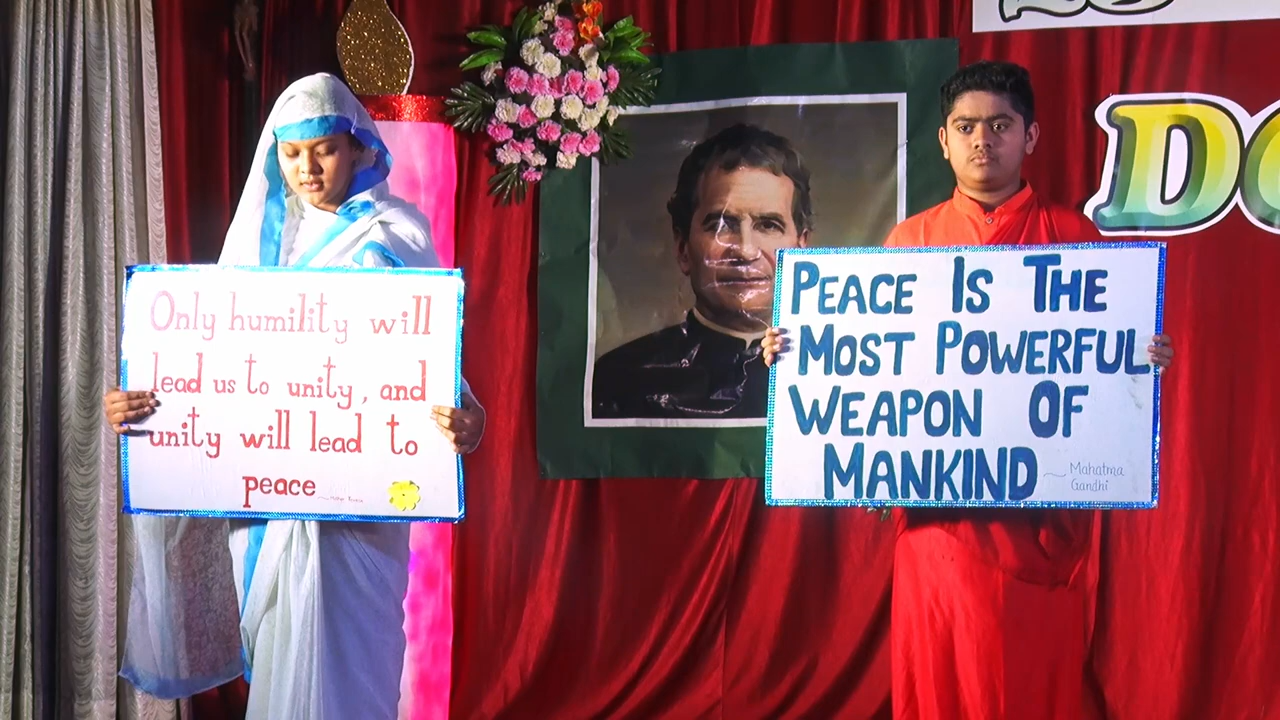 Only humility will
lead us to unity, and
unity will lead to
peace
PEACE IS THE
MOST POWERFUL
WEAPON OF
MANKIND
Mahatma
Gandhi
DO